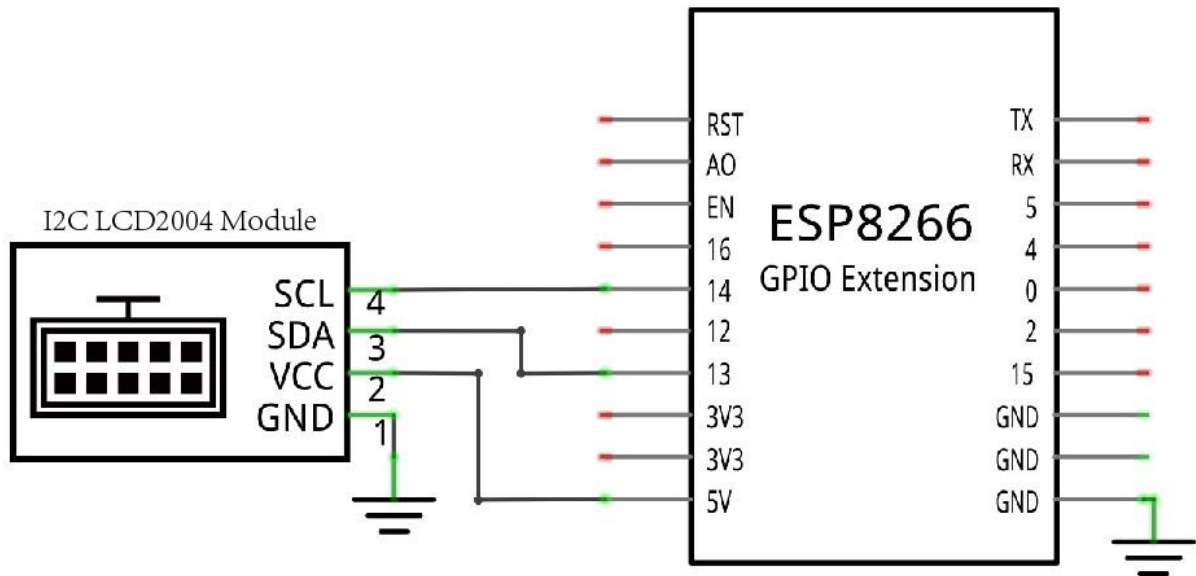 I2C LCD2004 Module
SCL 4
SDA 3
VCC 2
GND 1
ESP8266
GPIO Extension
RST
AO
EN
16
14
12
13
3V3
3V3
5V
TX
RX
5
4
0
2
15
GND
GND
GND